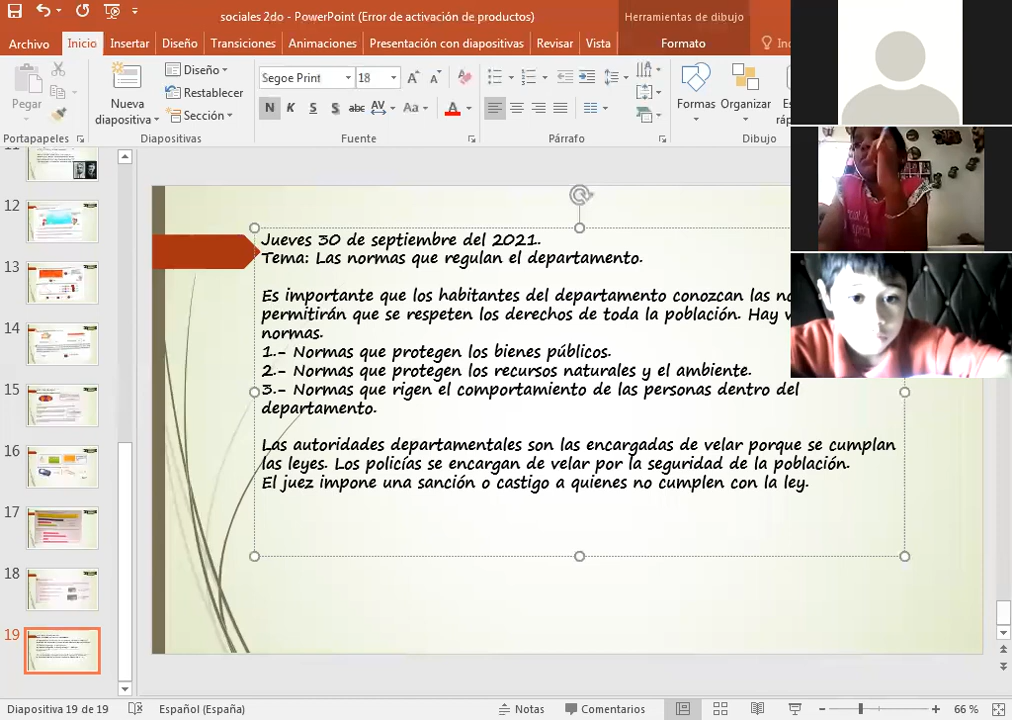 sociales 2do - PowerPoint (Error de activación de productos)
Herramientas de dibujo
Archivo Inicio Insertar Diseño Transiciones Animaciones Presentación con diapositivas Revisar Vista Formato
Pegar
Nueva diapositiva
Diseño
Restablecer
Sección
Segoe Print 18
N K S S abc AV Aa A
Formas Organizar
Portapapeles Diapositivas Fuente Párrafo Dibujo
Jueves 30 de septiembre del 2021.
Tema: Las normas que regulan el departamento.
Es importante que los habitantes del departamento conozcan las
permitirán que se respeten los derechos de toda la población. Hay
normas.
1.- Normas que protegen los bienes públicos.
2.- Normas que protegen los recursos naturales y el ambiente.
3.- Normas que rigen el comportamiento de las personas dentro del
departamento.
Las autoridades departamentales son las encargadas de velar porque se cumplan
las leyes. Los policías se encargan de velar por la seguridad de la población.
El juez impone una sanción o castigo a quienes no cumplen con la ley.
12
13
14
15
16
17
18
19
Diapositiva 19 de 19 Español (España) Notas Comentarios 66 %